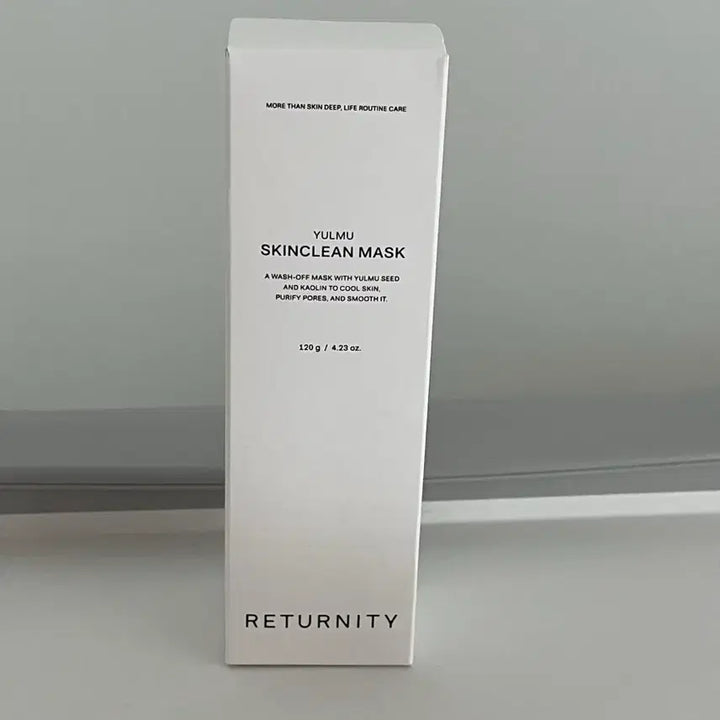 MORE THAN SKIN DEEP, LIFE ROUTINE CARE
YULMU
SKINCLEAN MASK
A WASH-OFF MASK WITH YULMU SEED
AND KAOLIN TO COOL SKIN,
PURIFY PORES, AND SMOOTH IT.
120 g / 4.23 oz.
RETURNITY